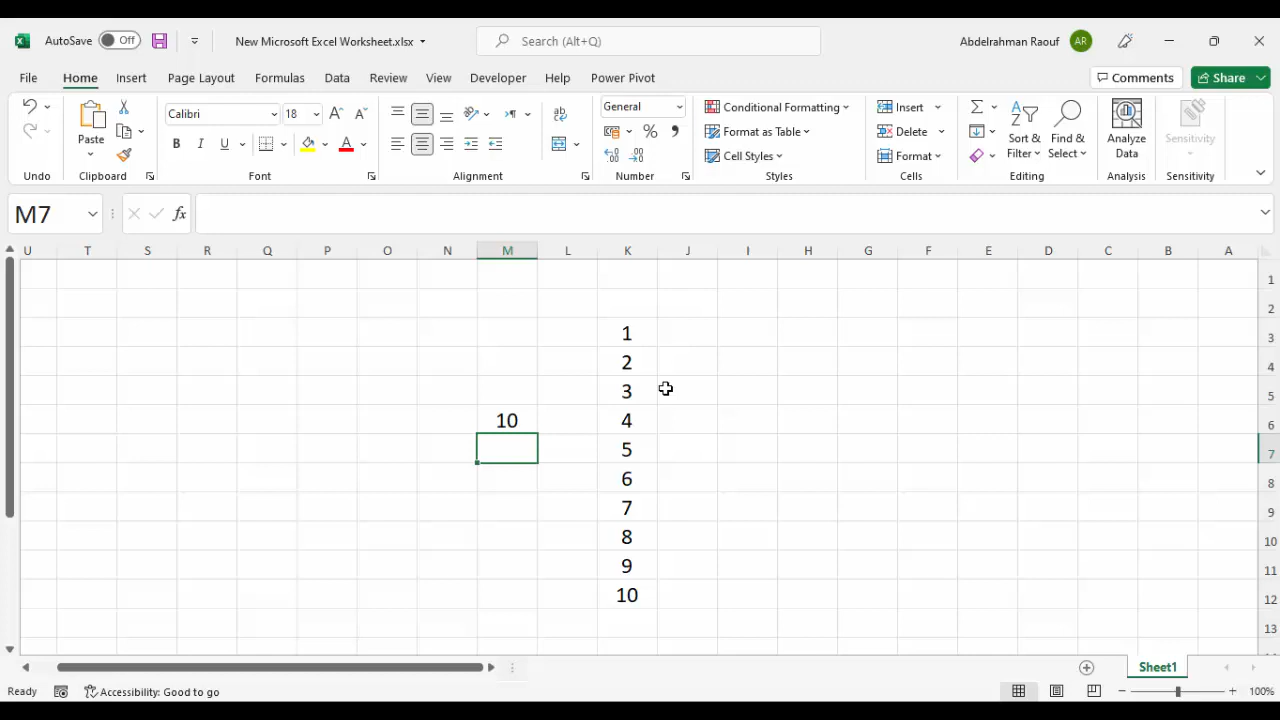 AutoSave Off New Microsoft Excel Worksheet.xlsx Search (Alt+Q) Abdelrahman Raouf AR
File Home Insert Page Layout Formulas Data Review View Developer Help Power Pivot Comments Share
Calibri 18 General Conditional Formatting Insert
Paste B I U A % Format as Table Delete Sort & Filter Find & Select Analyze Data Sensitivity
Cell Styles Format
Undo Clipboard Font Alignment Number Styles Cells Editing Analysis Sensitivity
M7 fx
U T S R Q P O N M L K J I H G F E D C B A
1
2
1 3
2 4
3 5
10 4 6
5 7
6 8
7 9
8 10
9 11
10 12
13
Sheet1
Ready Accessibility: Good to go 100%